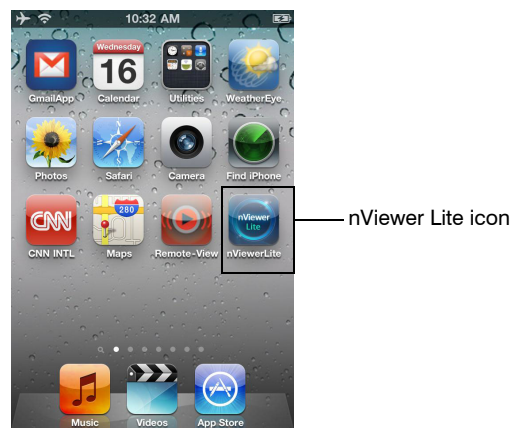 10:32 AM
Wednesday
16
GmailApp Calendar Utilities WeatherEye
Photos Safari Camera Find iPhone
CNN
280
nViewer
Lite
CNN INTL Maps Remote-View nViewerLite
nViewer Lite icon
Music Videos App Store